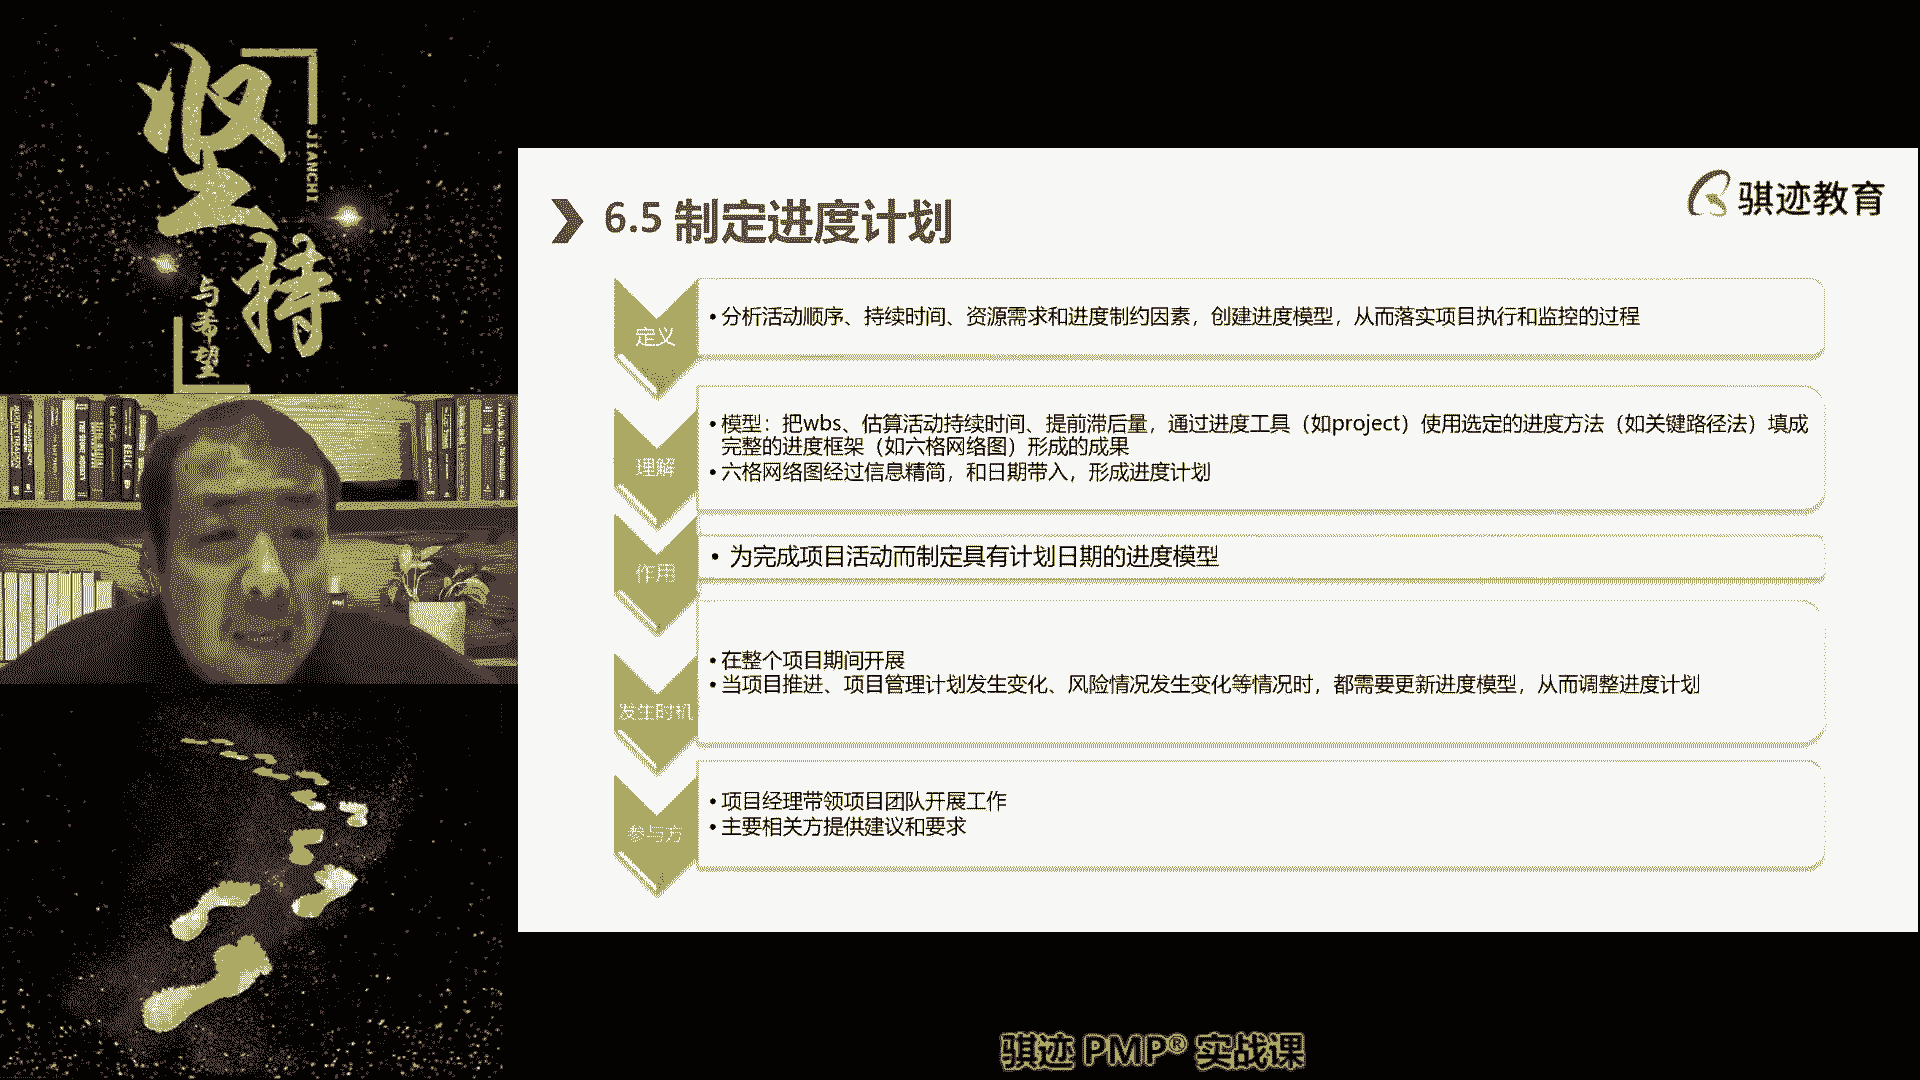 坚持
JIANCHI
与希望
骐迹教育
6.5 制定进度计划
定义
• 分析活动顺序、持续时间、资源需求和进度制约因素，创建进度模型，从而落实项目执行和监控的过程
理解
• 模型：把wbs、估算活动持续时间、提前滞后量，通过进度工具（如project）使用选定的进度方法（如关键路径法）填成
完整的进度框架（如六格网络图）形成的成果
• 六格网络图经过信息精简，和日期带入，形成进度计划
作用
• 为完成项目活动而制定具有计划日期的进度模型
发生时机
• 在整个项目期间开展
• 当项目推进、项目管理计划发生变化、风险情况发生变化等情况时，都需要更新进度模型，从而调整进度计划
参与方
• 项目经理带领项目团队开展工作
• 主要相关方提供建议和要求
骐迹 PMP® 实战课